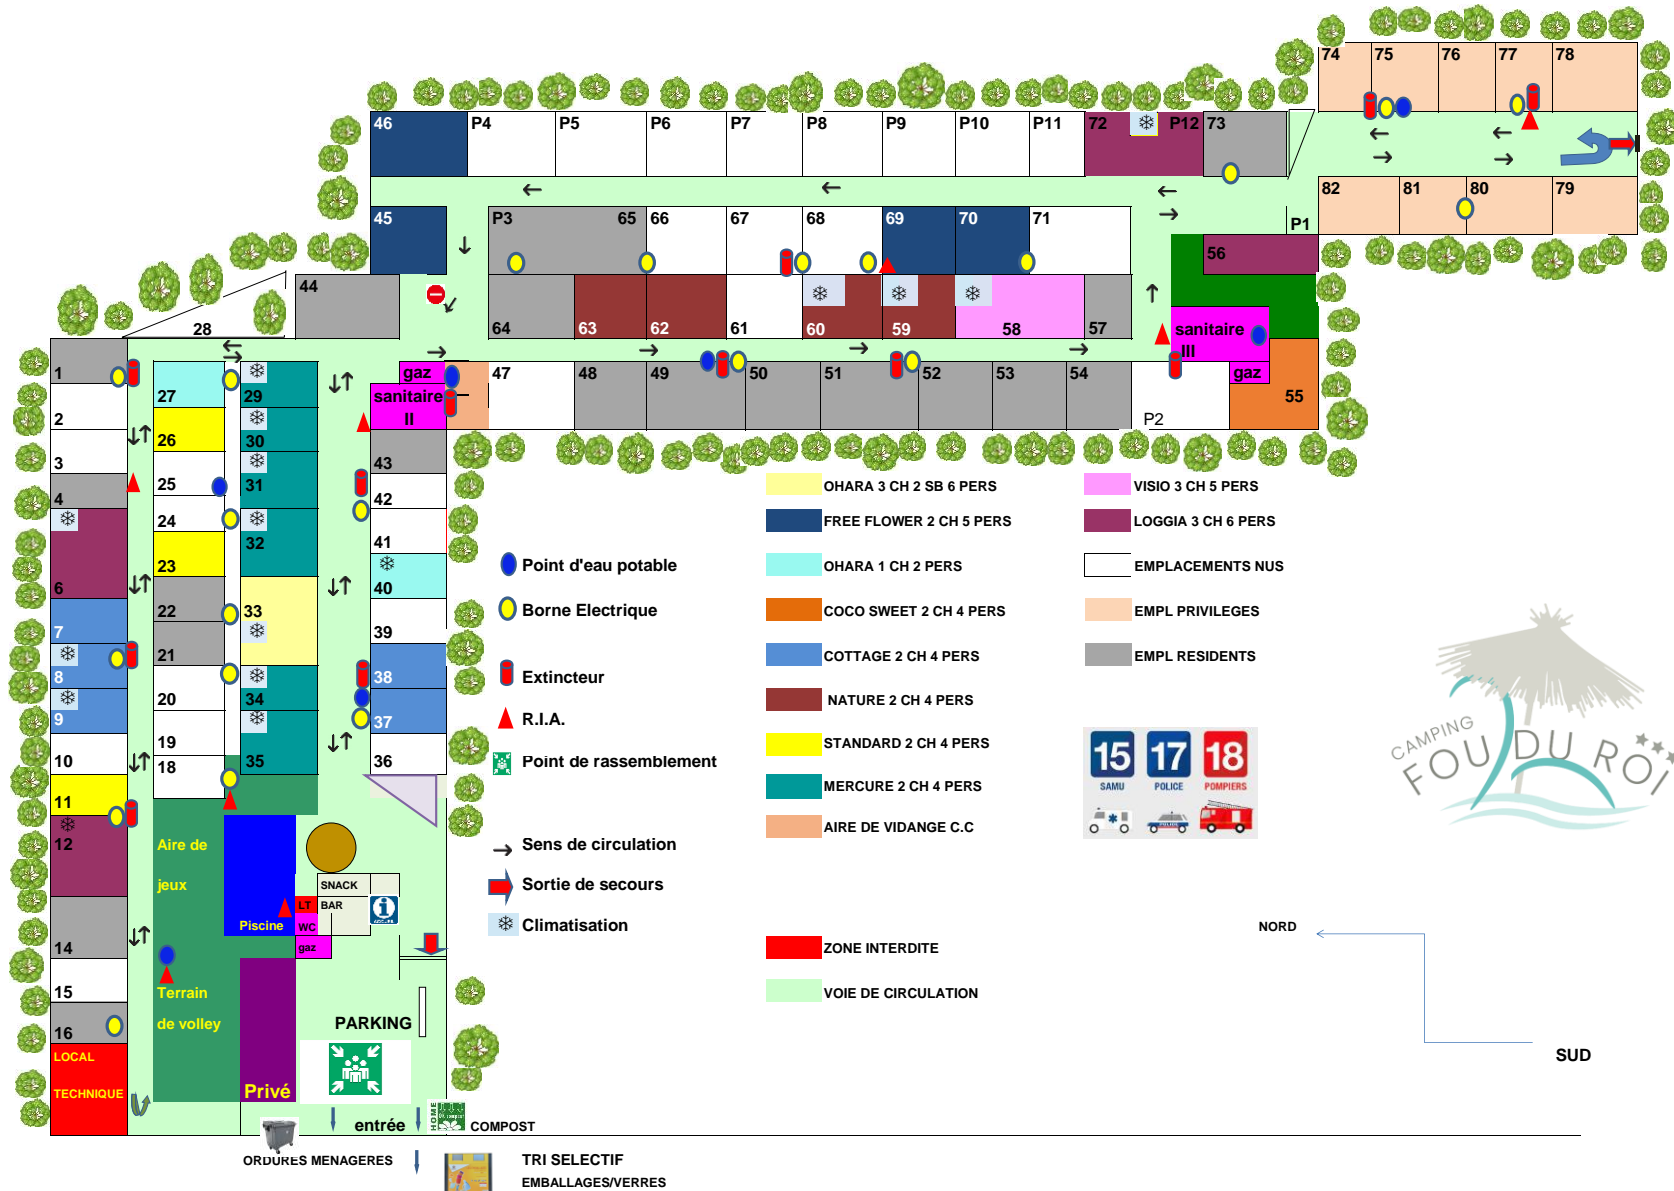 74 75 76 77 78
46 P4 P5 P6 P7 P8 P9 P10 P11 72 P12 73
82 81 80 79
45 P3 65 66 67 68 69 70 71 P1
56
44
28
64 63 62 61 60 59 58 57
sanitaire
III
gaz
55
1
27
29
gaz
sanitaire
II
47 48 49 50 51 52 53 54
P2
2
26
30
3
43
25
31
4
42
24
32
41
23
6
40
22
33
7
39
21
8
38
20
34
9
37
19
10
18
35
36
11
12
14
15
16
Aire de
jeux
Piscine
SNACK
LT
BAR
WC
gaz
ACCUEIL
Terrain
de volley
PARKING
Privé
LOCAL
TECHNIQUE
entrée
HOME
COMPOST
ORDURES MENAGERES
TRI SELECTIF
EMBALLAGES/VERRES
Point d'eau potable
Borne Electrique
Extincteur
R.I.A.
Point de rassemblement
Sens de circulation
Sortie de secours
Climatisation
OHARA 3 CH 2 SB 6 PERS
FREE FLOWER 2 CH 5 PERS
OHARA 1 CH 2 PERS
COCO SWEET 2 CH 4 PERS
COTTAGE 2 CH 4 PERS
NATURE 2 CH 4 PERS
STANDARD 2 CH 4 PERS
MERCURE 2 CH 4 PERS
AIRE DE VIDANGE C.C
ZONE INTERDITE
VOIE DE CIRCULATION
VISIO 3 CH 5 PERS
LOGGIA 3 CH 6 PERS
EMPLACEMENTS NUS
EMPL PRIVILEGES
EMPL RESIDENTS
15 17 18
SAMU POLICE POMPIERS
CAMPING
FOU DU ROI
NORD
SUD